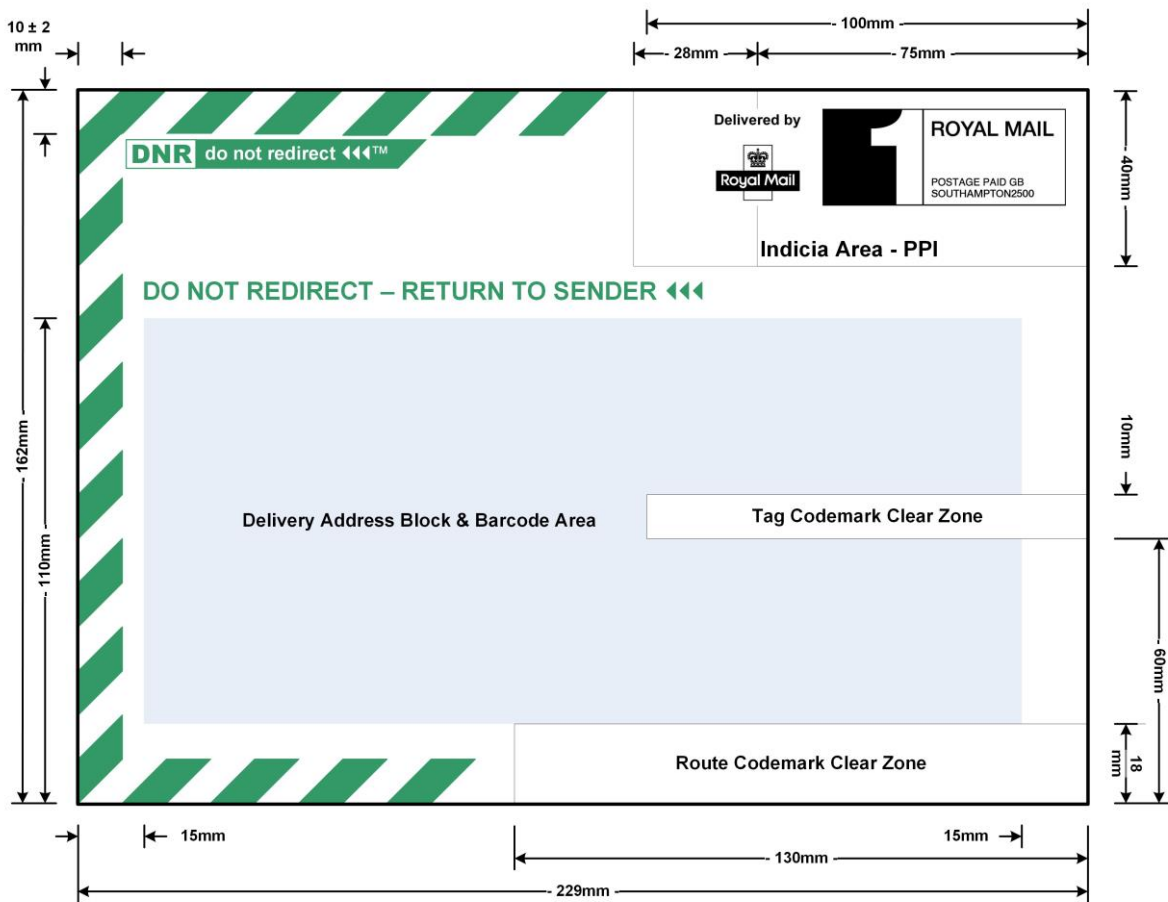 10 ± 2
mm
- 100mm -
- 28mm -
- 75mm -
Delivered by
Royal Mail
ROYAL MAIL
POSTAGE PAID GB
SOUTHAMPTON2500
- 40mm -
DNR do not redirect ™
Indicia Area - PPI
DO NOT REDIRECT – RETURN TO SENDER
- 162mm -
- 110mm -
10mm
Delivery Address Block & Barcode Area
Tag Codemark Clear Zone
- 60mm -
Route Codemark Clear Zone
18
mm
15mm
15mm
- 130mm -
- 229mm -